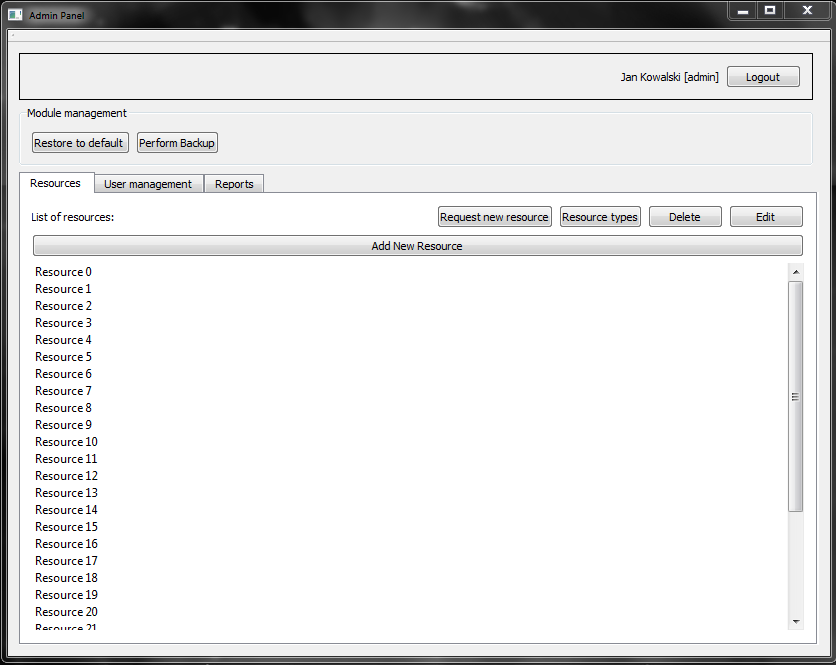 Admin Panel
Jan Kowalski [admin] Logout
Module management
Restore to default Perform Backup
Resources User management Reports
List of resources: Request new resource Resource types Delete Edit
Add New Resource
Resource 0
Resource 1
Resource 2
Resource 3
Resource 4
Resource 5
Resource 6
Resource 7
Resource 8
Resource 9
Resource 10
Resource 11
Resource 12
Resource 13
Resource 14
Resource 15
Resource 16
Resource 17
Resource 18
Resource 19
Resource 20
Resource 21